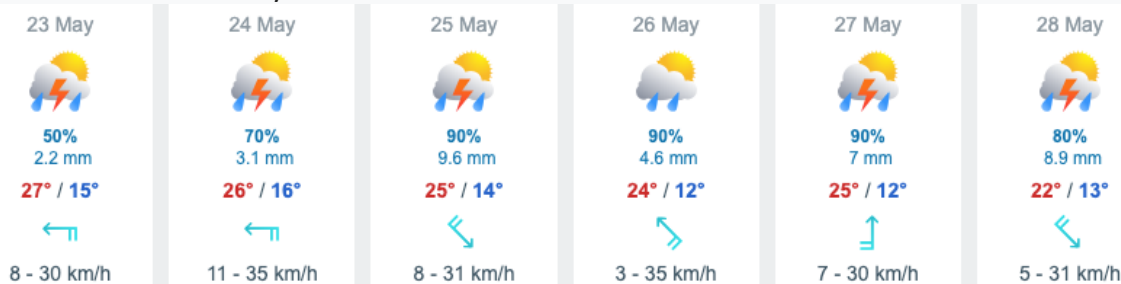 23 May
50%
2.2 mm
27° / 15°
8 - 30 km/h
24 May
70%
3.1 mm
26° / 16°
11 - 35 km/h
25 May
90%
9.6 mm
25° / 14°
8 - 31 km/h
26 May
90%
4.6 mm
24° / 12°
3 - 35 km/h
27 May
90%
7 mm
25° / 12°
7 - 30 km/h
28 May
80%
8.9 mm
22° / 13°
5 - 31 km/h